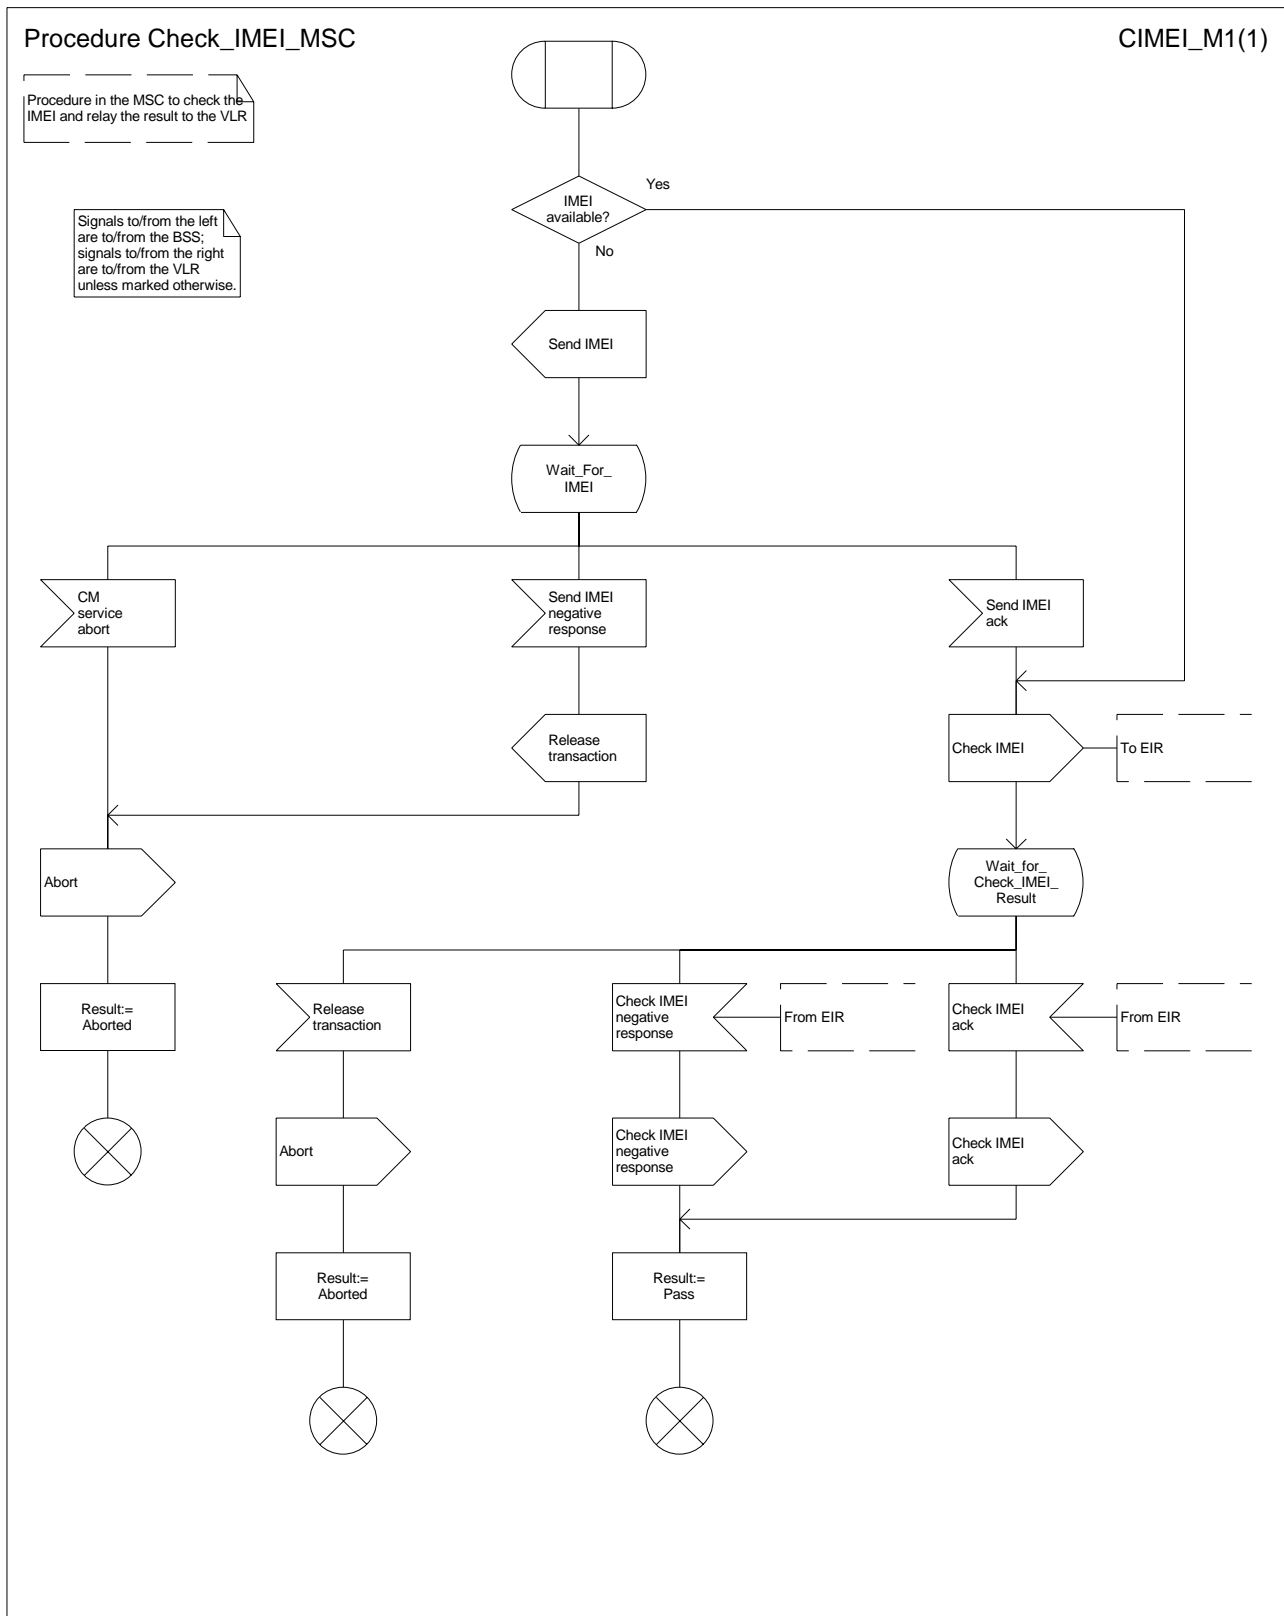 Procedure Check_IMEI_MSC
CIMEI_M1(1)
Procedure in the MSC to check the
IMEI and relay the result to the VLR
Signals to/from the left
are to/from the BSS;
signals to/from the right
are to/from the VLR
unless marked otherwise.
IMEI
available?
Yes
No
Send IMEI
Wait_For_
IMEI
CM
service
abort
Send IMEI
negative
response
Send IMEI
ack
Release
transaction
Check IMEI
To EIR
Abort
Wait_for_
Check_IMEI_
Result
Result:=
Aborted
Release
transaction
Check IMEI
negative
response
From EIR
Check IMEI
ack
From EIR
Abort
Check IMEI
negative
response
Check IMEI
ack
Result:=
Aborted
Result:=
Pass